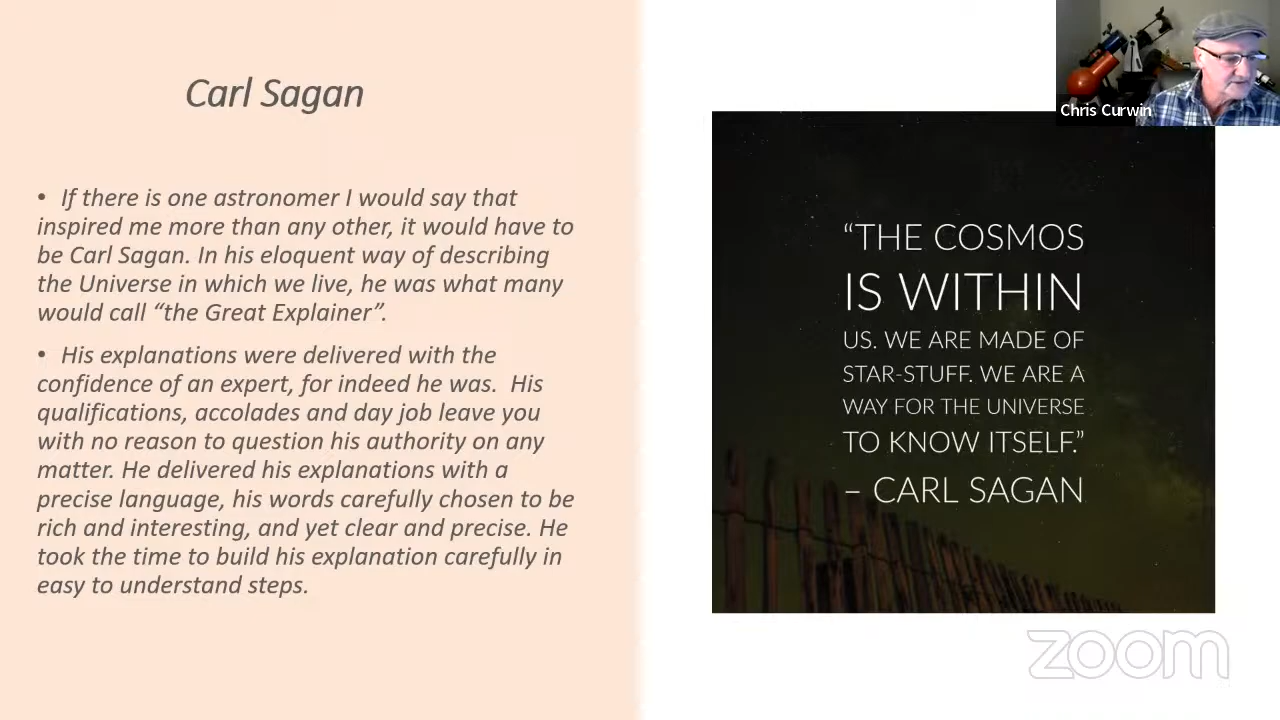 Carl Sagan
• If there is one astronomer I would say that
inspired me more than any other, it would have to
be Carl Sagan. In his eloquent way of describing
the Universe in which we live, he was what many
would call “the Great Explainer”.
• His explanations were delivered with the
confidence of an expert, for indeed he was.  His
qualifications, accolades and day job leave you
with no reason to question his authority on any
matter. He delivered his explanations with a
precise language, his words carefully chosen to be
rich and interesting, and yet clear and precise. He
took the time to build his explanation carefully in
easy to understand steps.
Chris Curwin
“THE COSMOS
IS WITHIN
US. WE ARE MADE OF
STAR-STUFF. WE ARE A
WAY FOR THE UNIVERSE
TO KNOW ITSELF.”
– CARL SAGAN
zoom